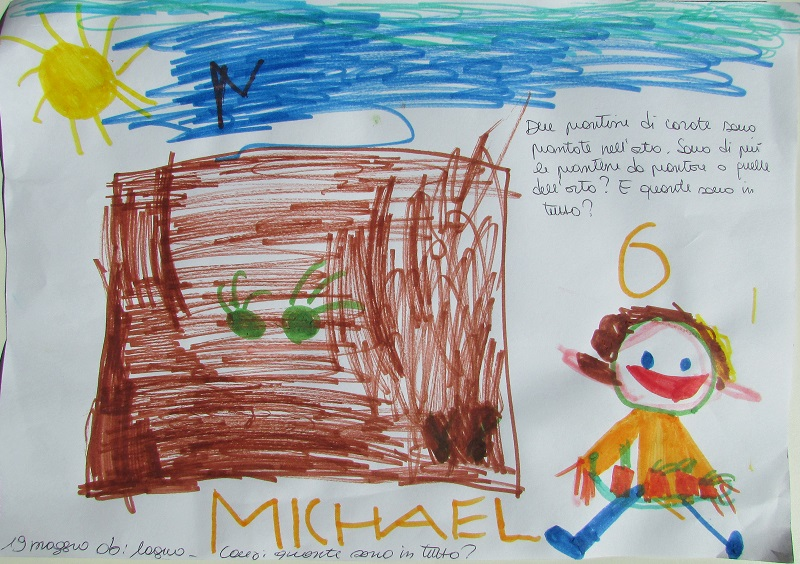 N
Due piantine di carote sono
piantate nell'orto. Sono di più
le piantine da piantare o quelle
dell'orto? E quante sono in
tutto?
6
MICHAEL
19 maggio quante sono in tutto?